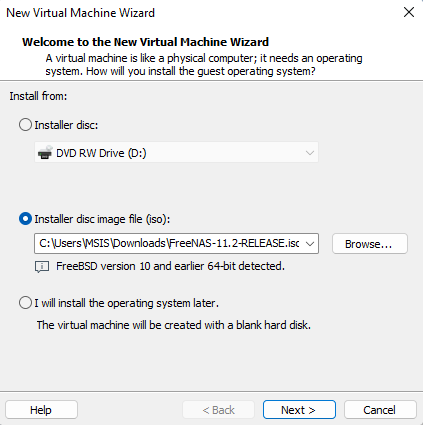 New Virtual Machine Wizard
Welcome to the New Virtual Machine Wizard
A virtual machine is like a physical computer; it needs an operating
system. How will you install the guest operating system?
Install from:
Installer disc:
DVD RW Drive (D:)
Installer disc image file (iso):
C:\Users\MSIS\Downloads\FreeNAS-11.2-RELEASE.isc
Browse...
FreeBSD version 10 and earlier 64-bit detected.
I will install the operating system later.
The virtual machine will be created with a blank hard disk.
Help
< Back
Next >
Cancel